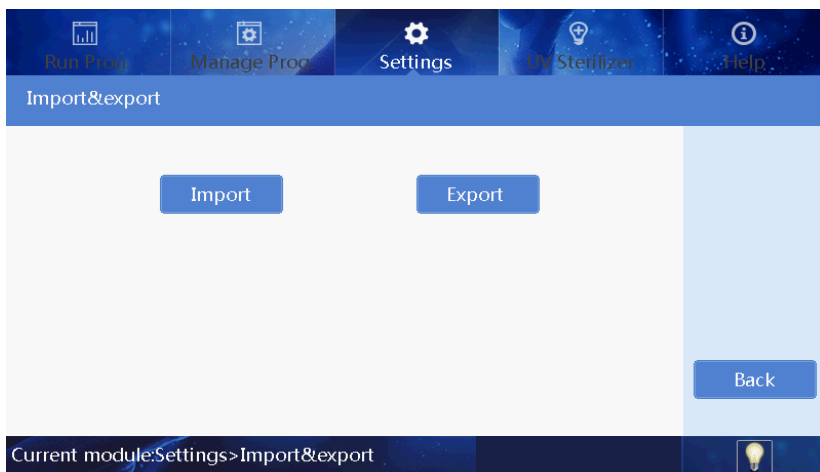 Run Prog
Manage Prog
Settings
UV Sterilizer
Help
Import&export
Import
Export
Back
Current module:Settings>Import&export